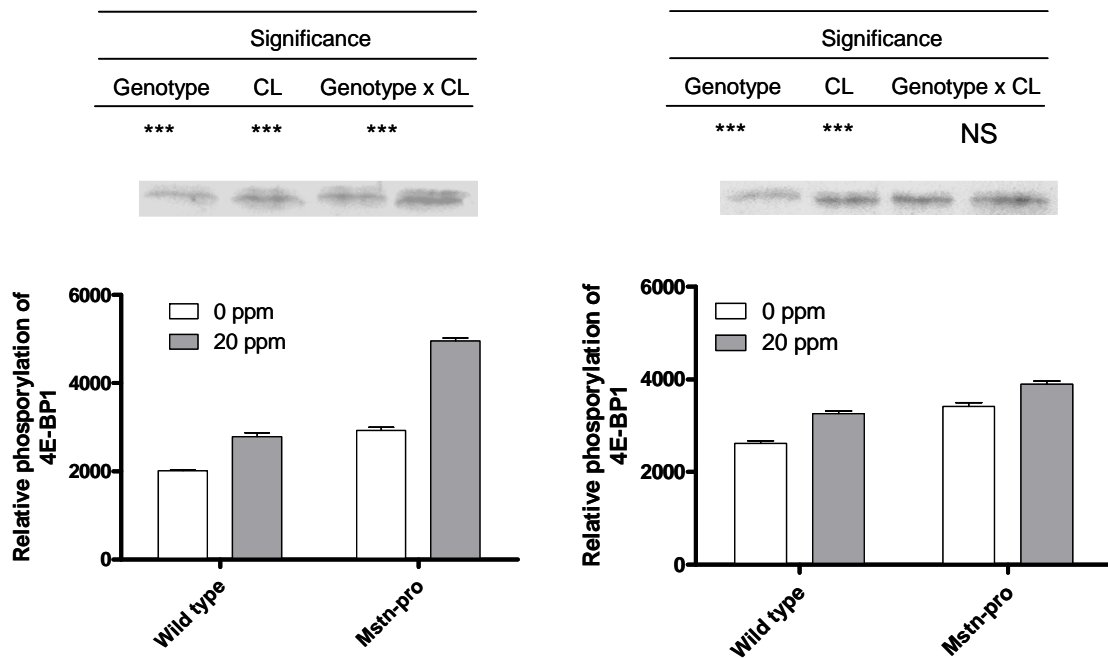 Significance
Genotype CL Genotype x CL
*** *** ***
Relative phosporylation of
4E-BP1
6000
4000
2000
0
0 ppm
20 ppm
Wild type
Mstn-pro
Significance
Genotype CL Genotype x CL
*** *** NS
Relative phosporylation of
4E-BP1
6000
4000
2000
0
0 ppm
20 ppm
Wild type
Mstn-pro